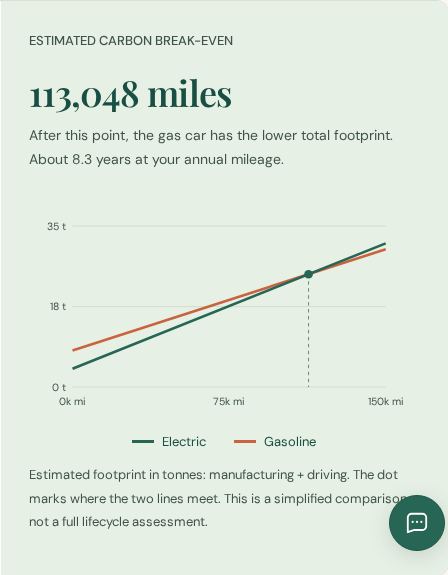 ESTIMATED CARBON BREAK-EVEN
113,048 miles
After this point, the gas car has the lower total footprint.
About 8.3 years at your annual mileage.
35 t
18 t
0 t
0k mi 75k mi 150k mi
Electric Gasoline
Estimated footprint in tonnes: manufacturing + driving. The dot
marks where the two lines meet. This is a simplified comparison
not a full lifecycle assessment.